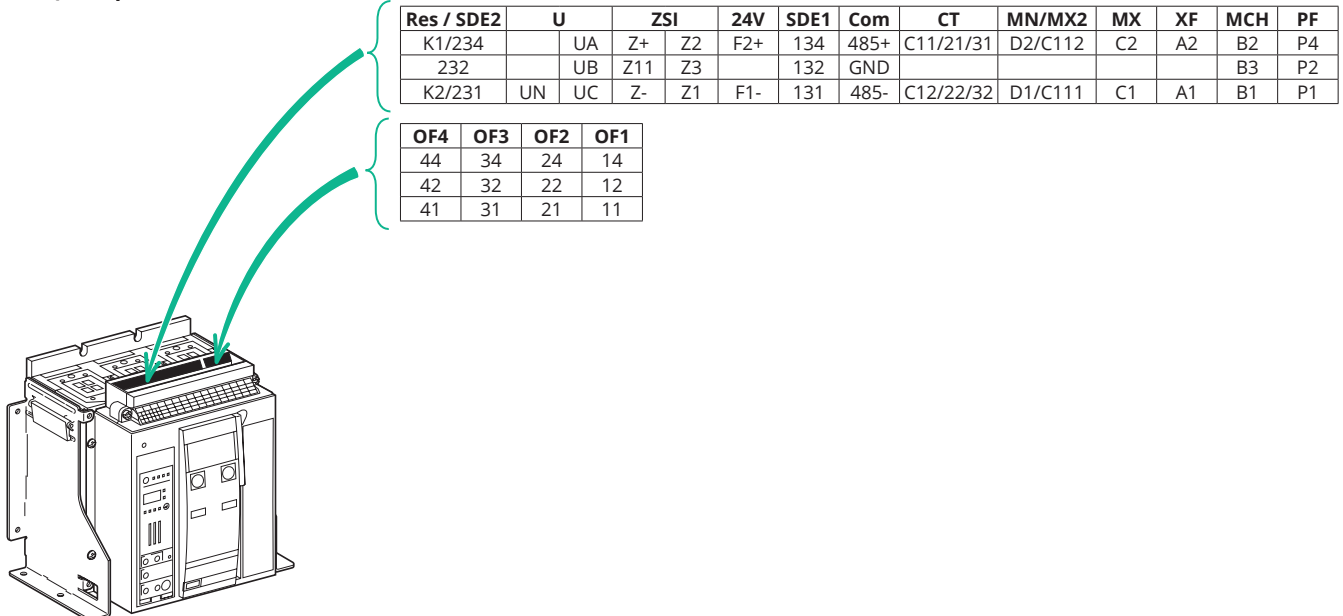 Res / SDE2 U ZSI 24V SDE1 Com CT MN/MX2 MX XF MCH PF
K1/234 UA Z+ Z2 F2+ 134 485+ C11/21/31 D2/C112 C2 A2 B2 P4
232 UB Z11 Z3 132 GND B3 P2
K2/231 UN UC Z- Z1 F1- 131 485- C12/22/32 D1/C111 C1 A1 B1 P1
OF4 OF3 OF2 OF1
44 34 24 14
42 32 22 12
41 31 21 11